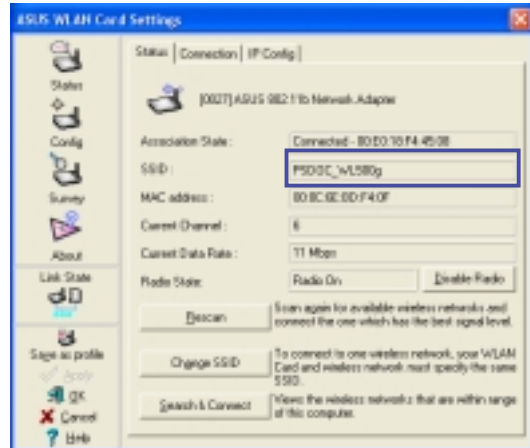 ASUS WLAN Card Settings
Status
Config
Survey
About
Link State
Save as profile
Apply
OK
Cancel
Help
Status Connection IP Config
[0027] ASUS 802.11b Network Adapter
Association State : Connected - 00:E0:18:F4:45:08
SSID :
MAC address : 00:0C:6E:0D:F4:0F
Current Channel : 6
Current Data Rate : 11 Mbps
Radio State: Radio On Disable Radio
Rescan
Scan again for available wireless networks and
connect the one which has the best signal level.
Change SSID
To connect to one wireless network, your WLAN
Card and wireless network must specify the same
SSID.
Search & Connect
Views the wireless networks that are within range
of this computer.